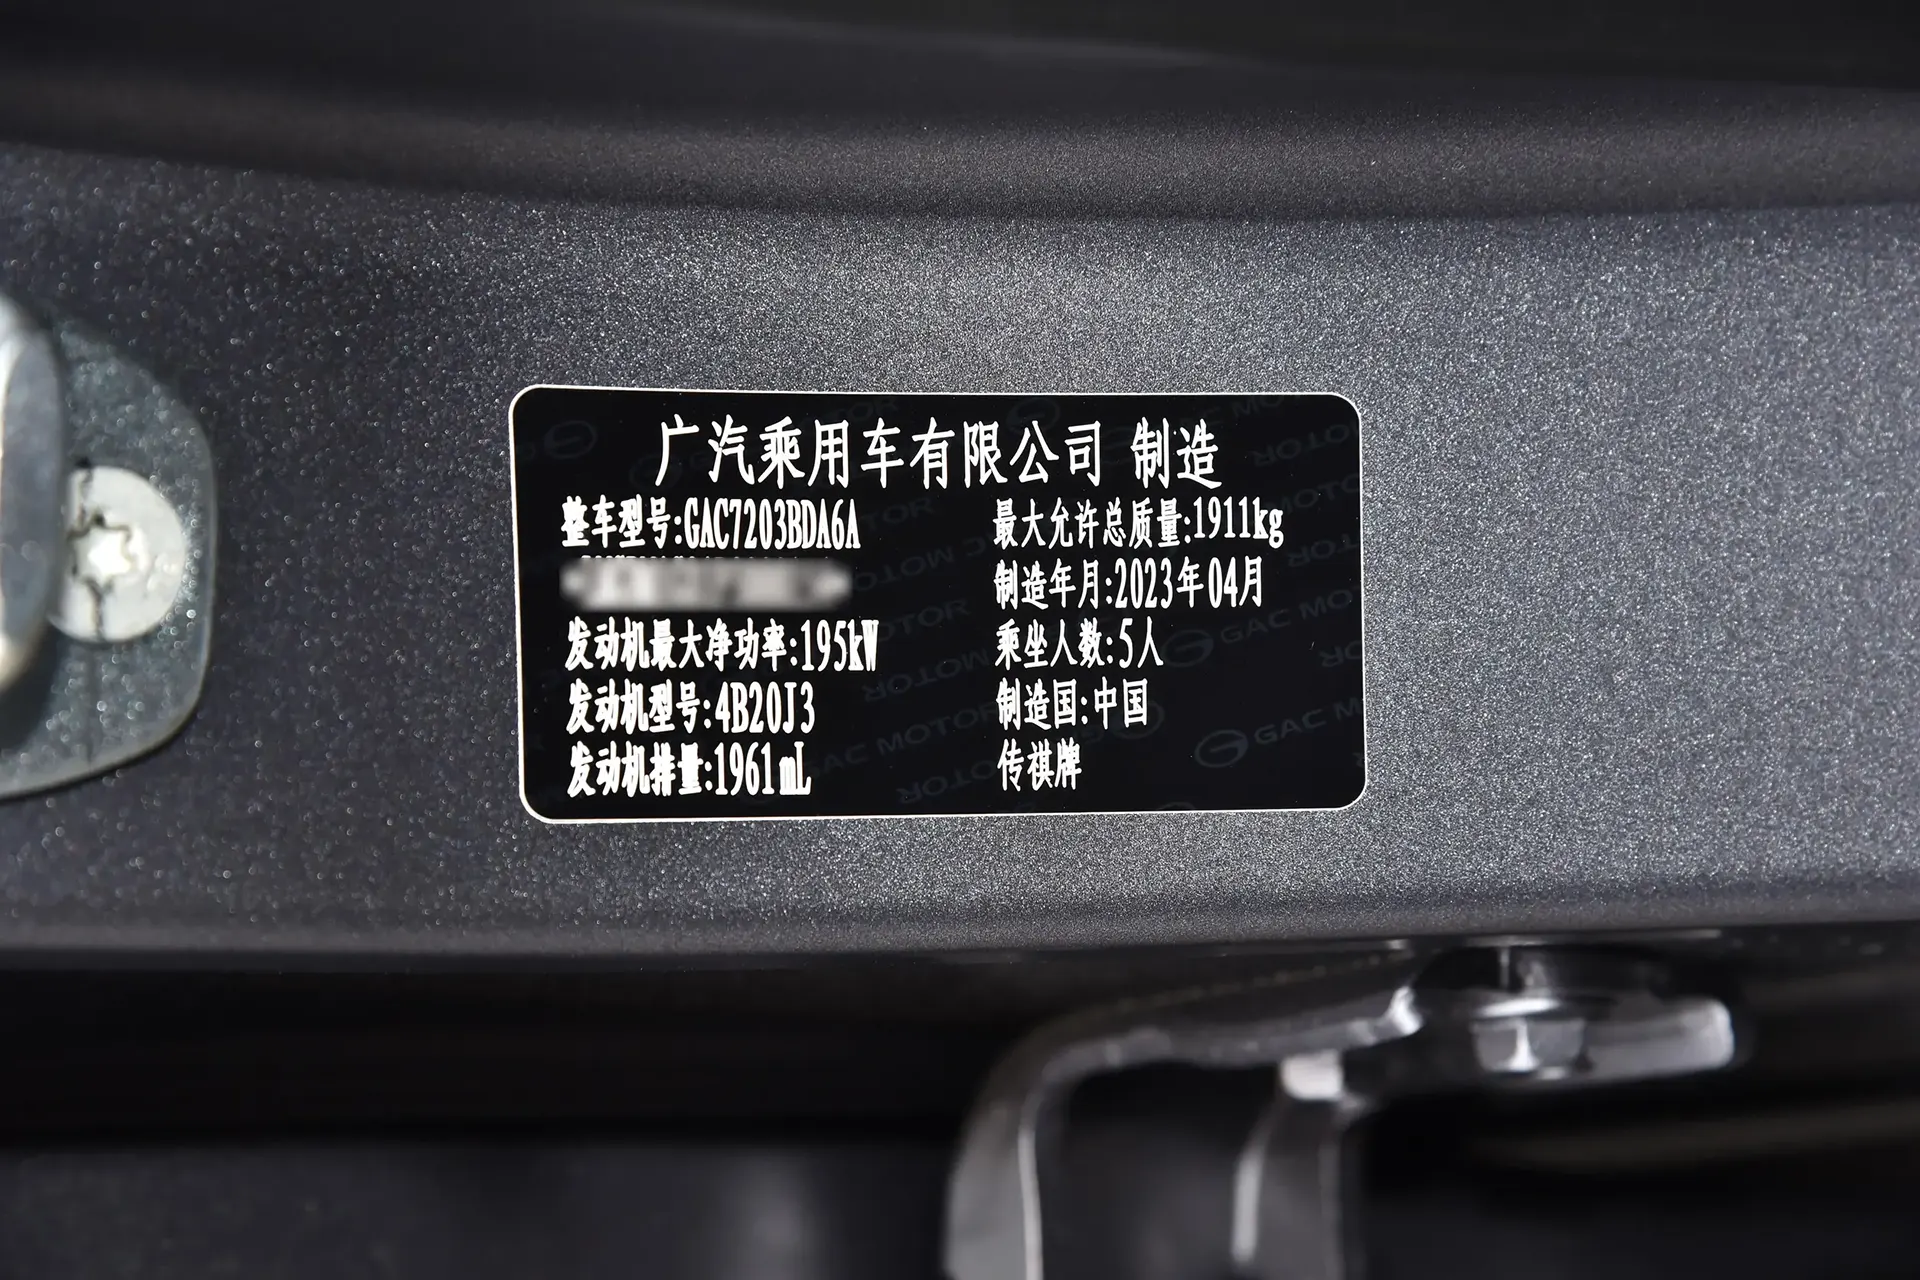 广汽乘用车有限公司 制造
整车型号:GAC7203BDA6A
发动机最大净功率:195kW
发动机型号:4B20J3
发动机排量:1961mL
最大允许总质量:1911kg
制造年月:2023年04月
乘坐人数:5人
制造国:中国
传祺牌
GAC MOTOR